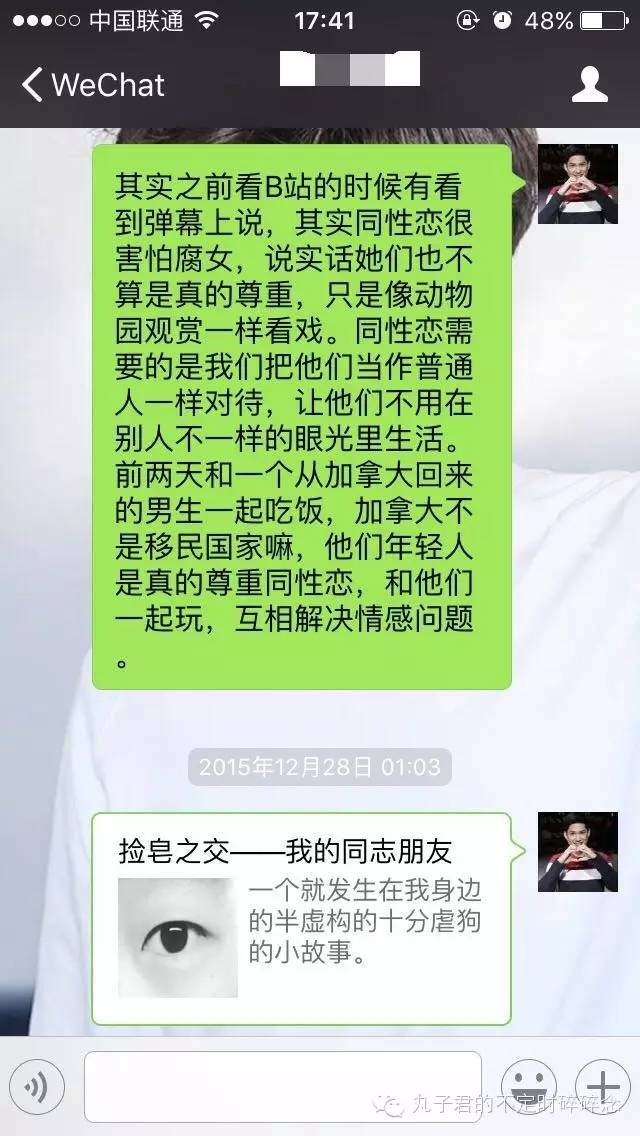 中国联通
17:41
48%
WeChat
其实之前看B站的时候有看
到弹幕上说，其实同性恋很
害怕腐女，说实话她们也不
算是真的尊重，只是像动物
园观赏一样看戏。同性恋需
要的是我们把他们当作普通
人一样对待，让他们不用在
别人不一样的眼光里生活。
前两天和一个从加拿大回来
的男生一起吃饭，加拿大不
是移民国家嘛，他们年轻人
是真的尊重同性恋，和他们
一起玩，互相解决情感问题
。
2015年12月28日 01:03
捡皂之交——我的同志朋友
一个就发生在我身边
的半虚构的十分虐狗
的小故事。
丸子君的不定时碎碎念